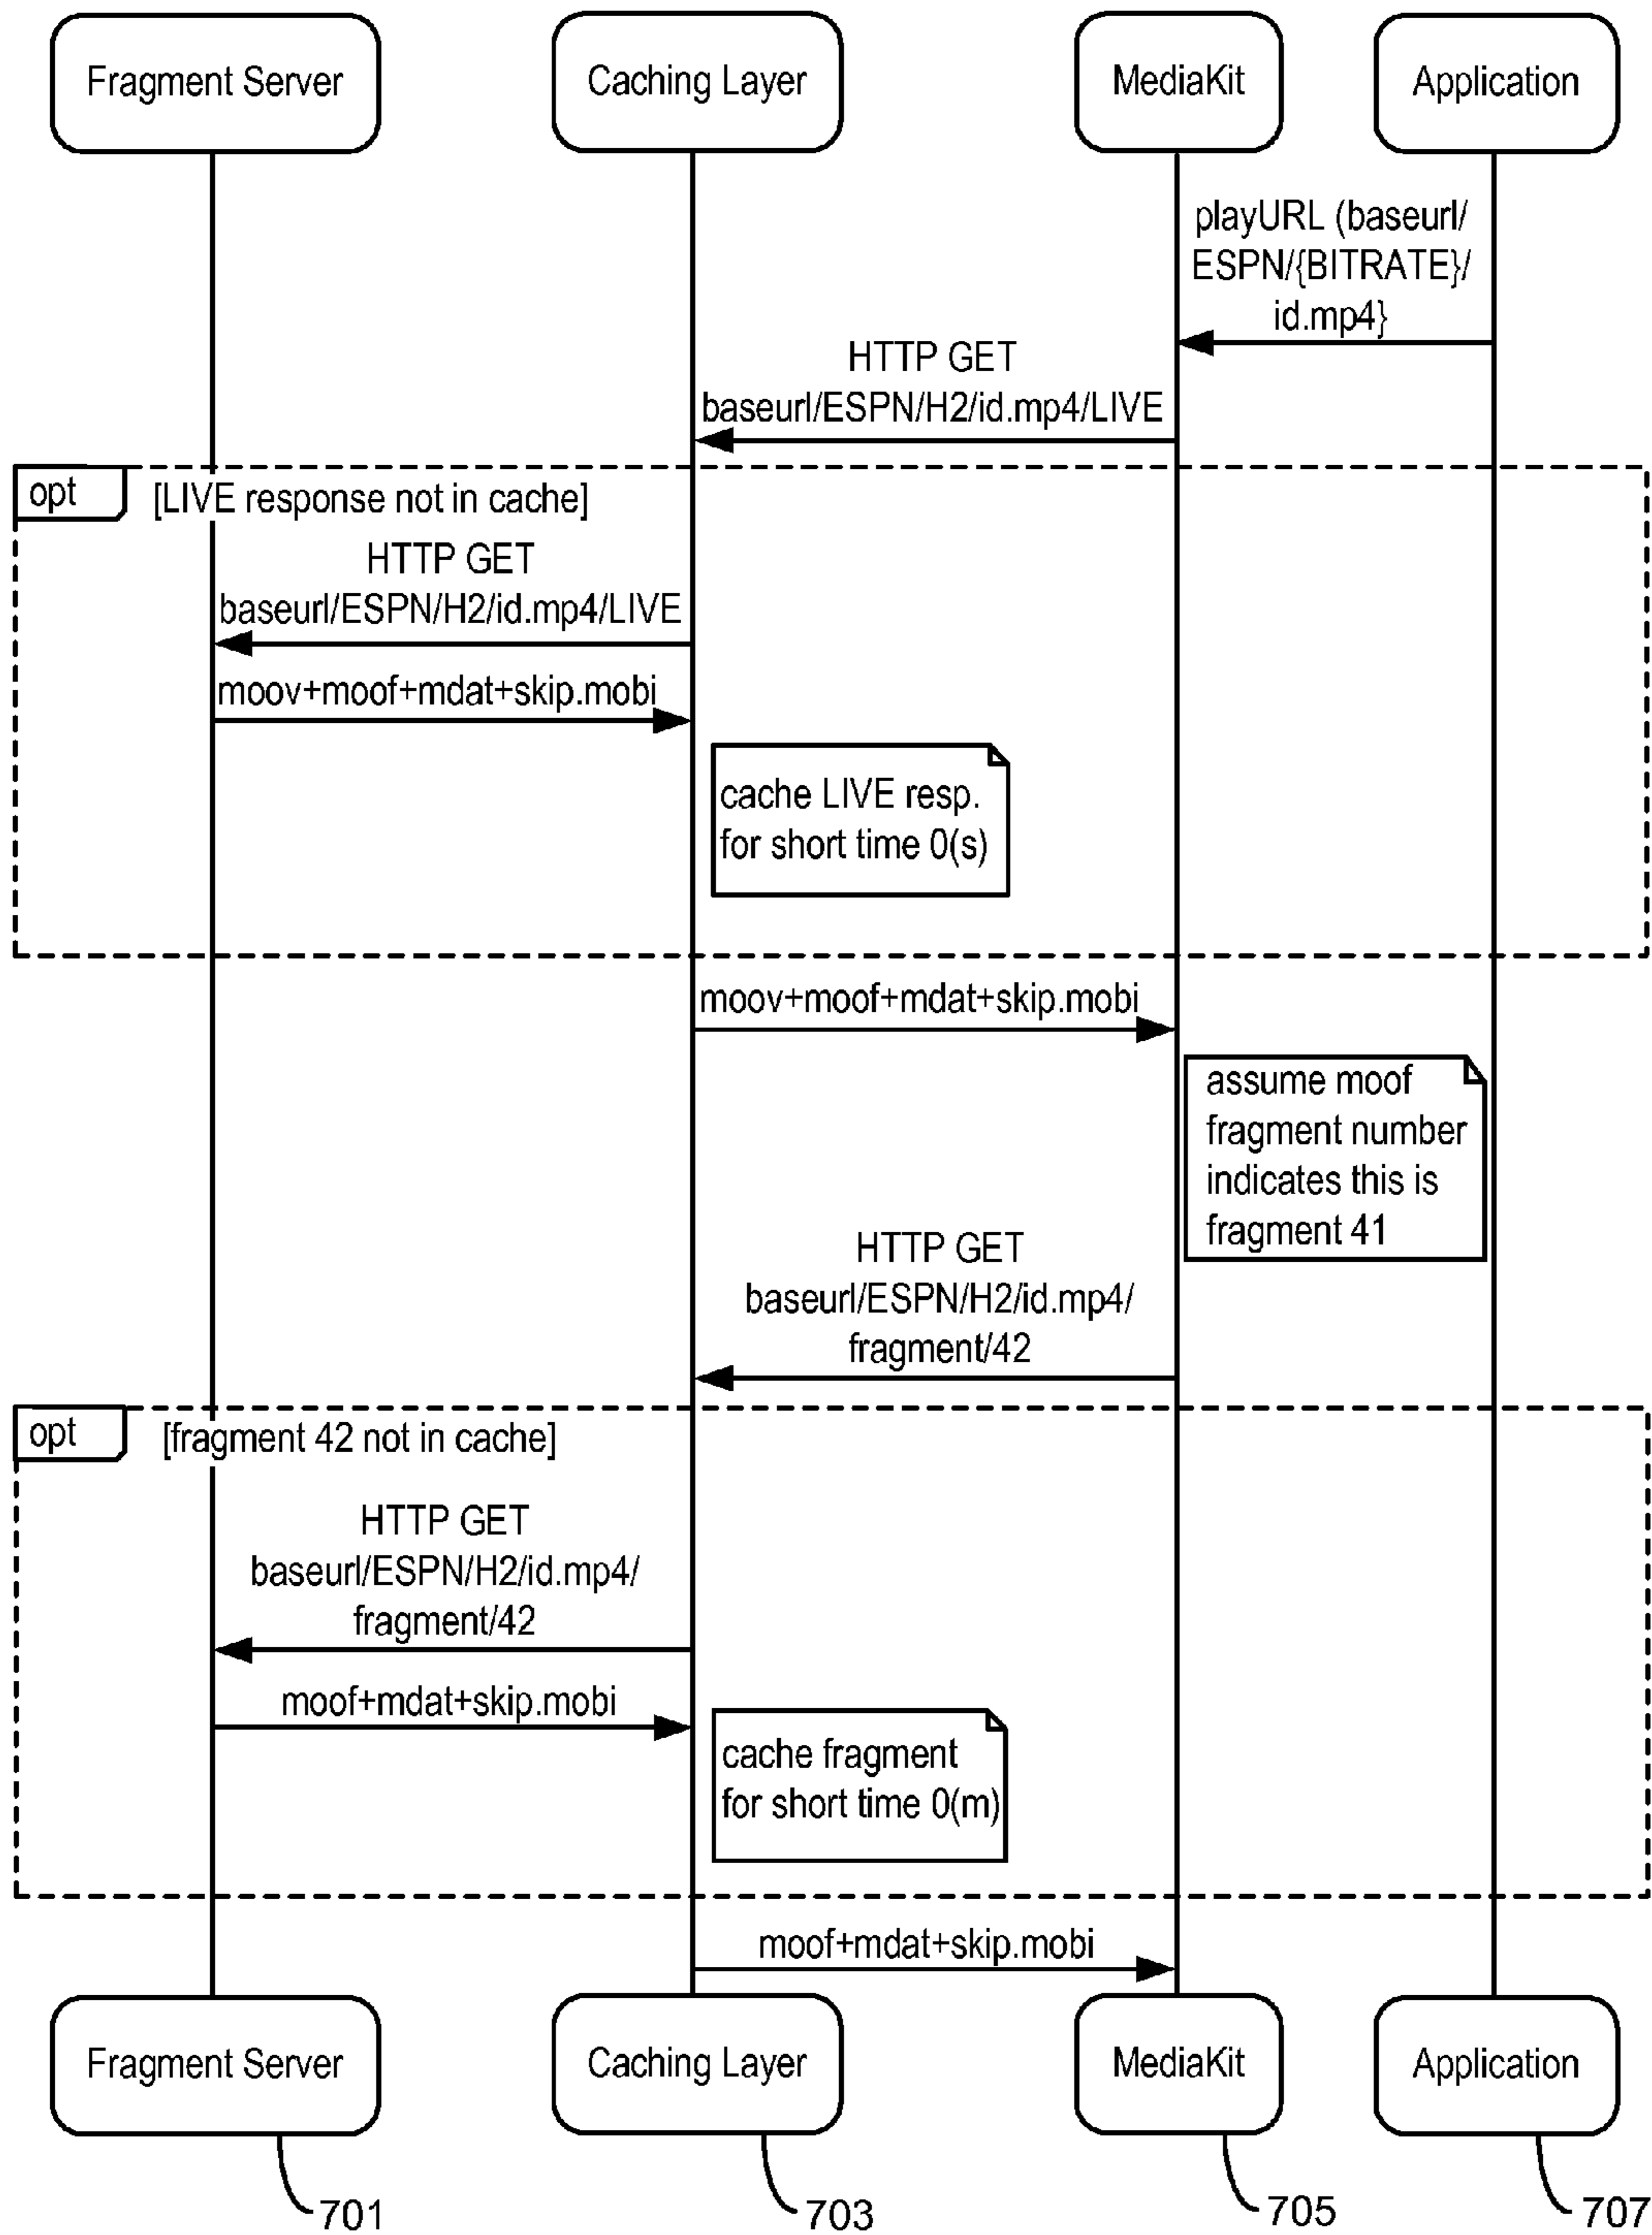 Fragment Server
Caching Layer
MediaKit
Application
playURL (baseurl/
ESPN/{BITRATE}/
id.mp4}
HTTP GET
baseurl/ESPN/H2/id.mp4/LIVE
opt
[LIVE response not in cache]
HTTP GET
baseurl/ESPN/H2/id.mp4/LIVE
moov+moof+mdat+skip.mobi
cache LIVE resp.
for short time 0(s)
moov+moof+mdat+skip.mobi
assume moof
fragment number
indicates this is
fragment 41
HTTP GET
baseurl/ESPN/H2/id.mp4/
fragment/42
opt
[fragment 42 not in cache]
HTTP GET
baseurl/ESPN/H2/id.mp4/
fragment/42
moof+mdat+skip.mobi
cache fragment
for short time 0(m)
moof+mdat+skip.mobi
Fragment Server
Caching Layer
MediaKit
Application
701
703
705
707